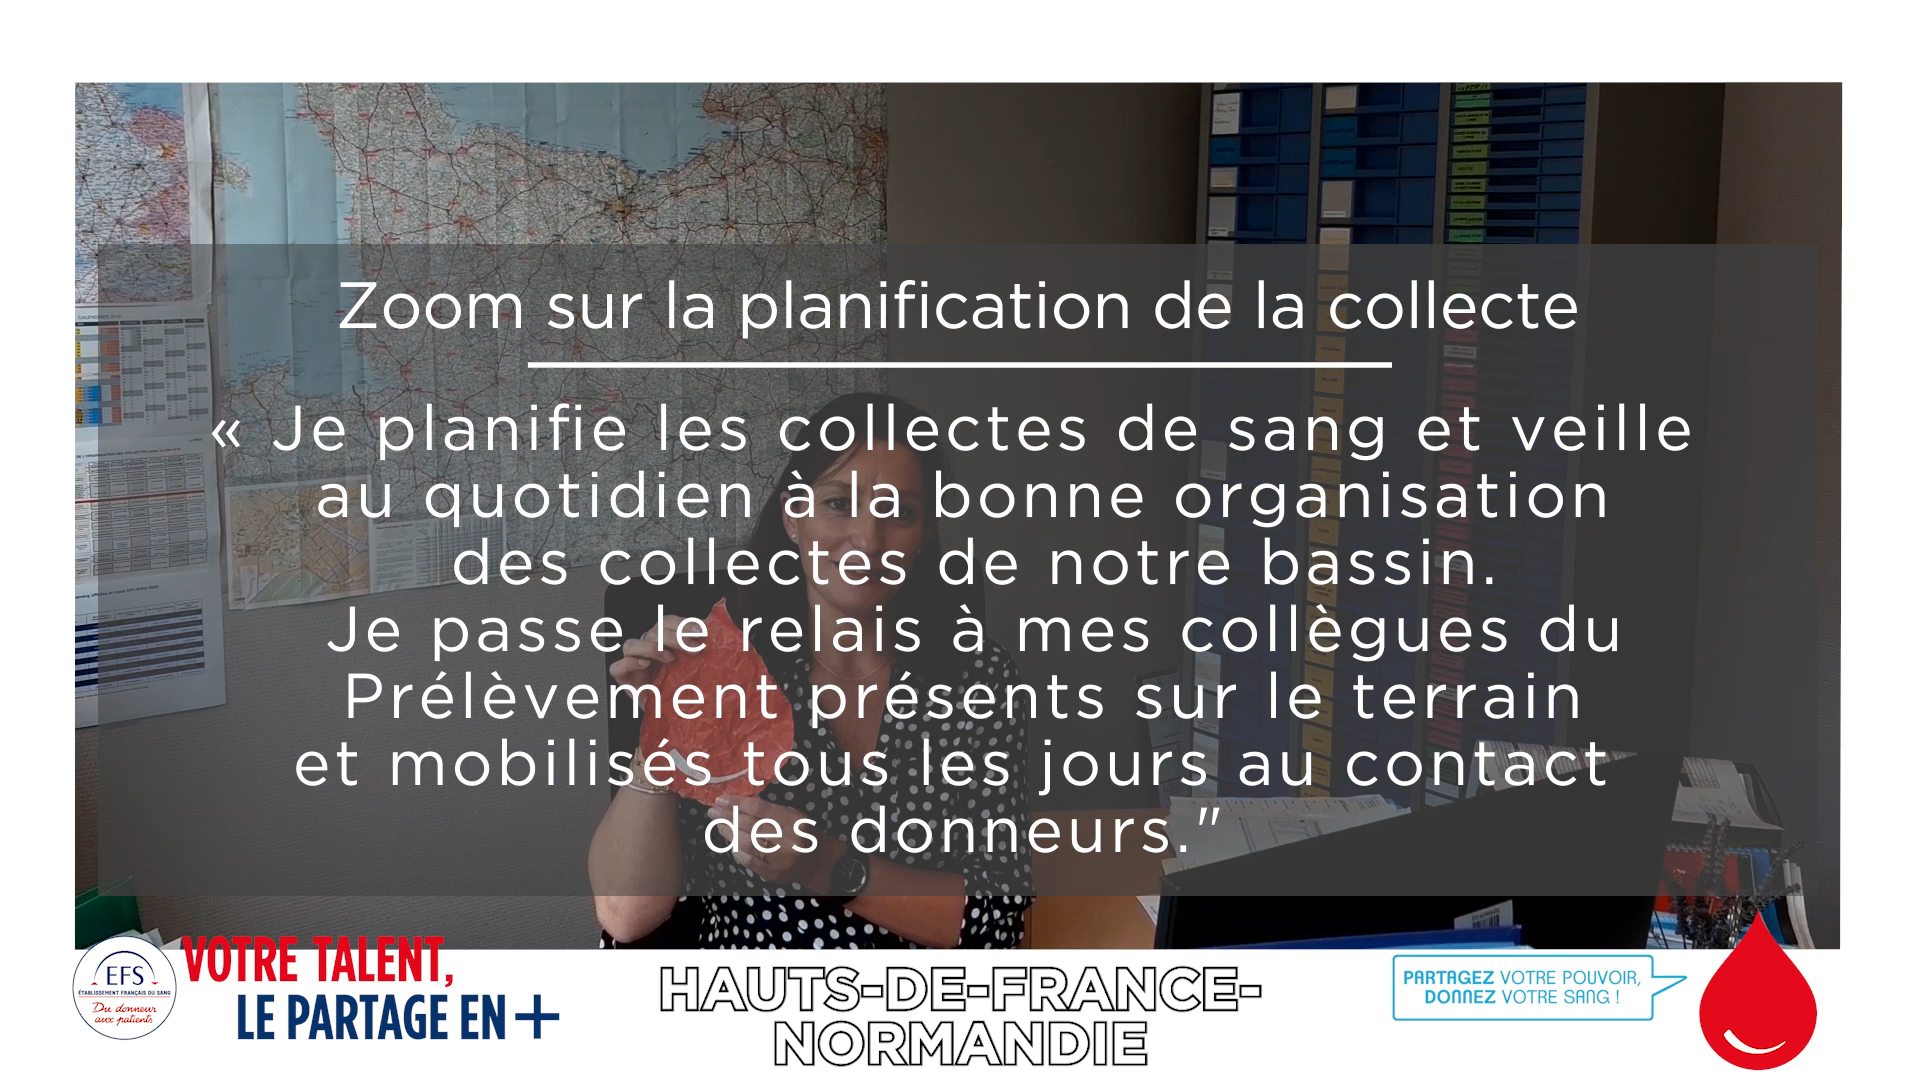 Zoom sur la planification de la collecte
« Je planifie les collectes de sang et veille
au quotidien à la bonne organisation
des collectes de notre bassin.
Je passe le relais à mes collègues du
Prélèvement présents sur le terrain
et mobilisés tous les jours au contact
des donneurs."
EFS
ÉTABLISSEMENT FRANÇAIS DU SANG
Du donneur
aux patients
VOTRE TALENT,
LE PARTAGE EN +
HAUTS-DE-FRANCE-
NORMANDIE
PARTAGEZ VOTRE POUVOIR,
DONNEZ VOTRE SANG !